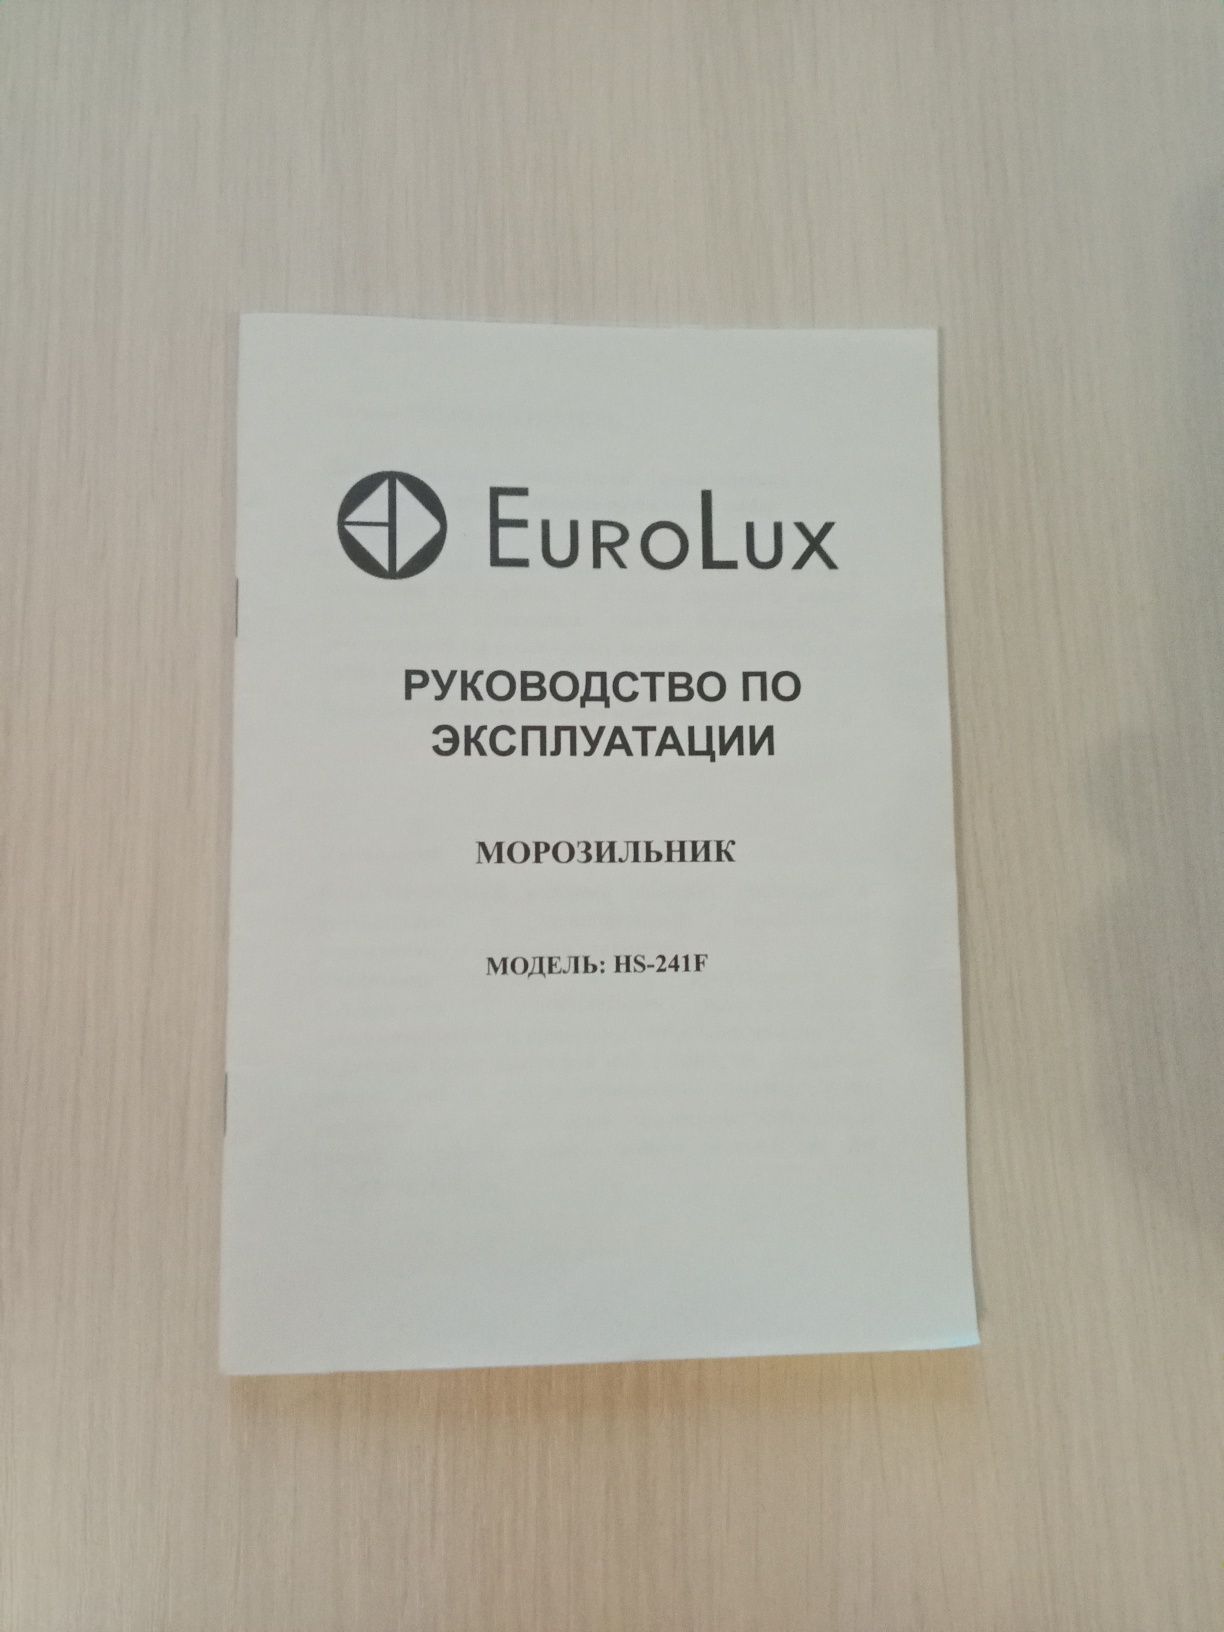 EUROLUX
РУКОВОДСТВО ПО
ЭКСПЛУАТАЦИИ
МОРОЗИЛЬНИК
МОДЕЛЬ: HS-241F